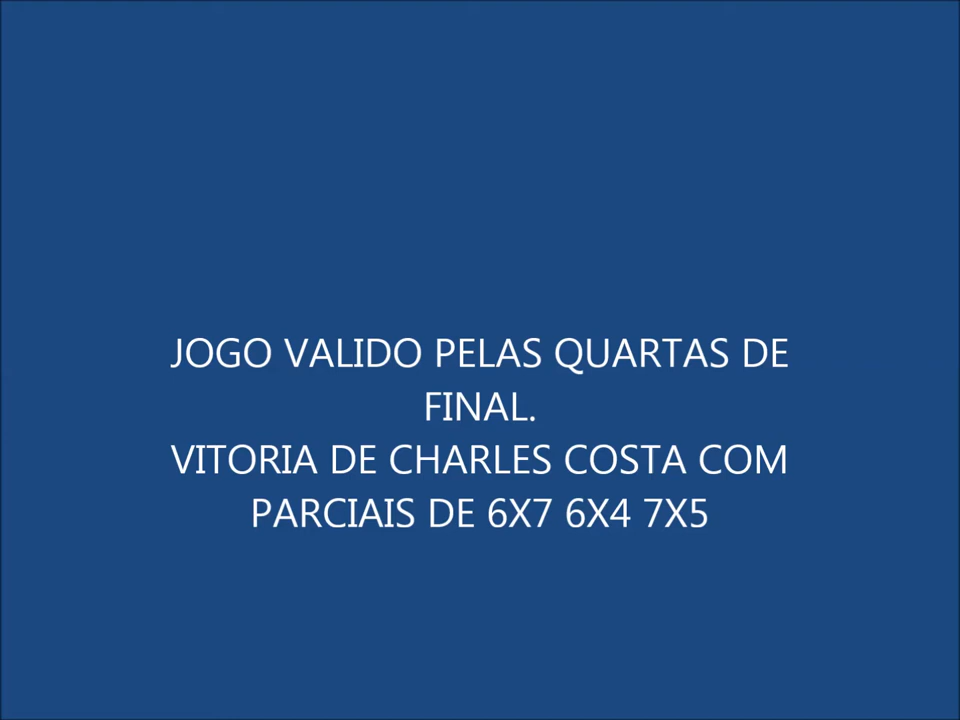 JOGO VALIDO PELAS QUARTAS DE
FINAL.
VITORIA DE CHARLES COSTA COM
PARCIAIS DE 6X7 6X4 7X5